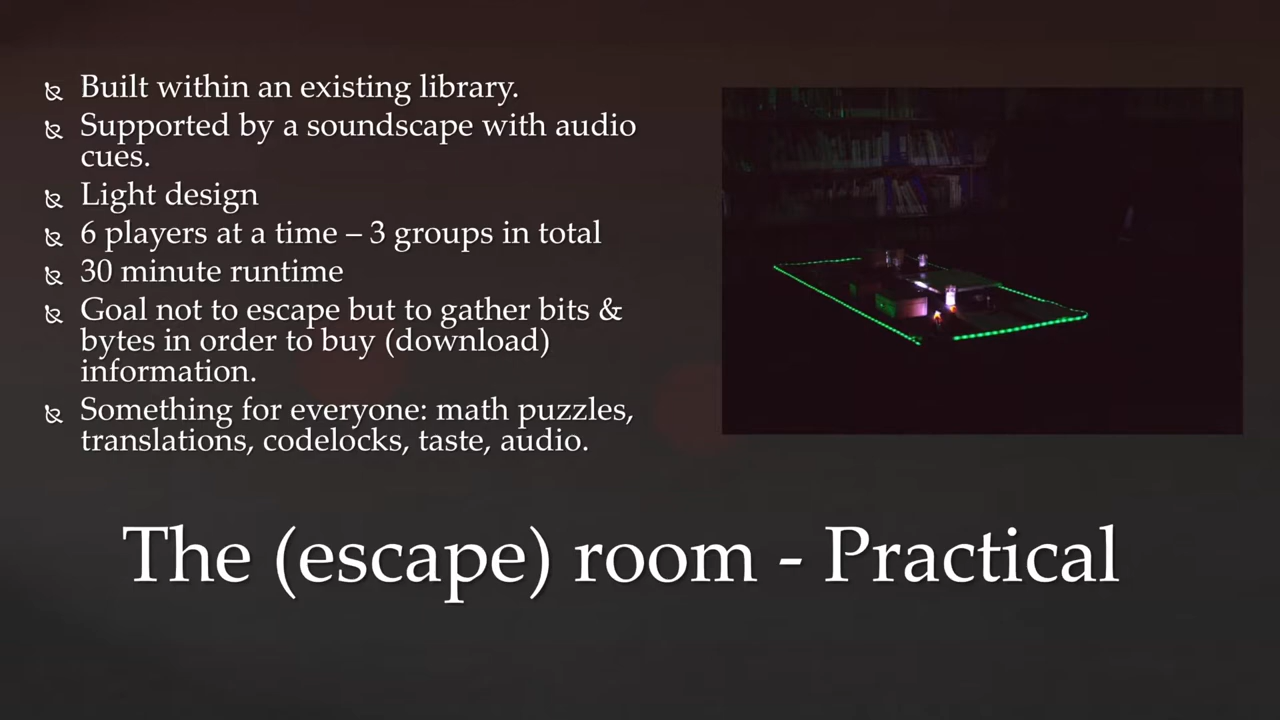 Built within an existing library.
Supported by a soundscape with audio
cues.
Light design
6 players at a time – 3 groups in total
30 minute runtime
Goal not to escape but to gather bits &
bytes in order to buy (download)
information.
Something for everyone: math puzzles,
translations, codelocks, taste, audio.
The (escape) room - Practical